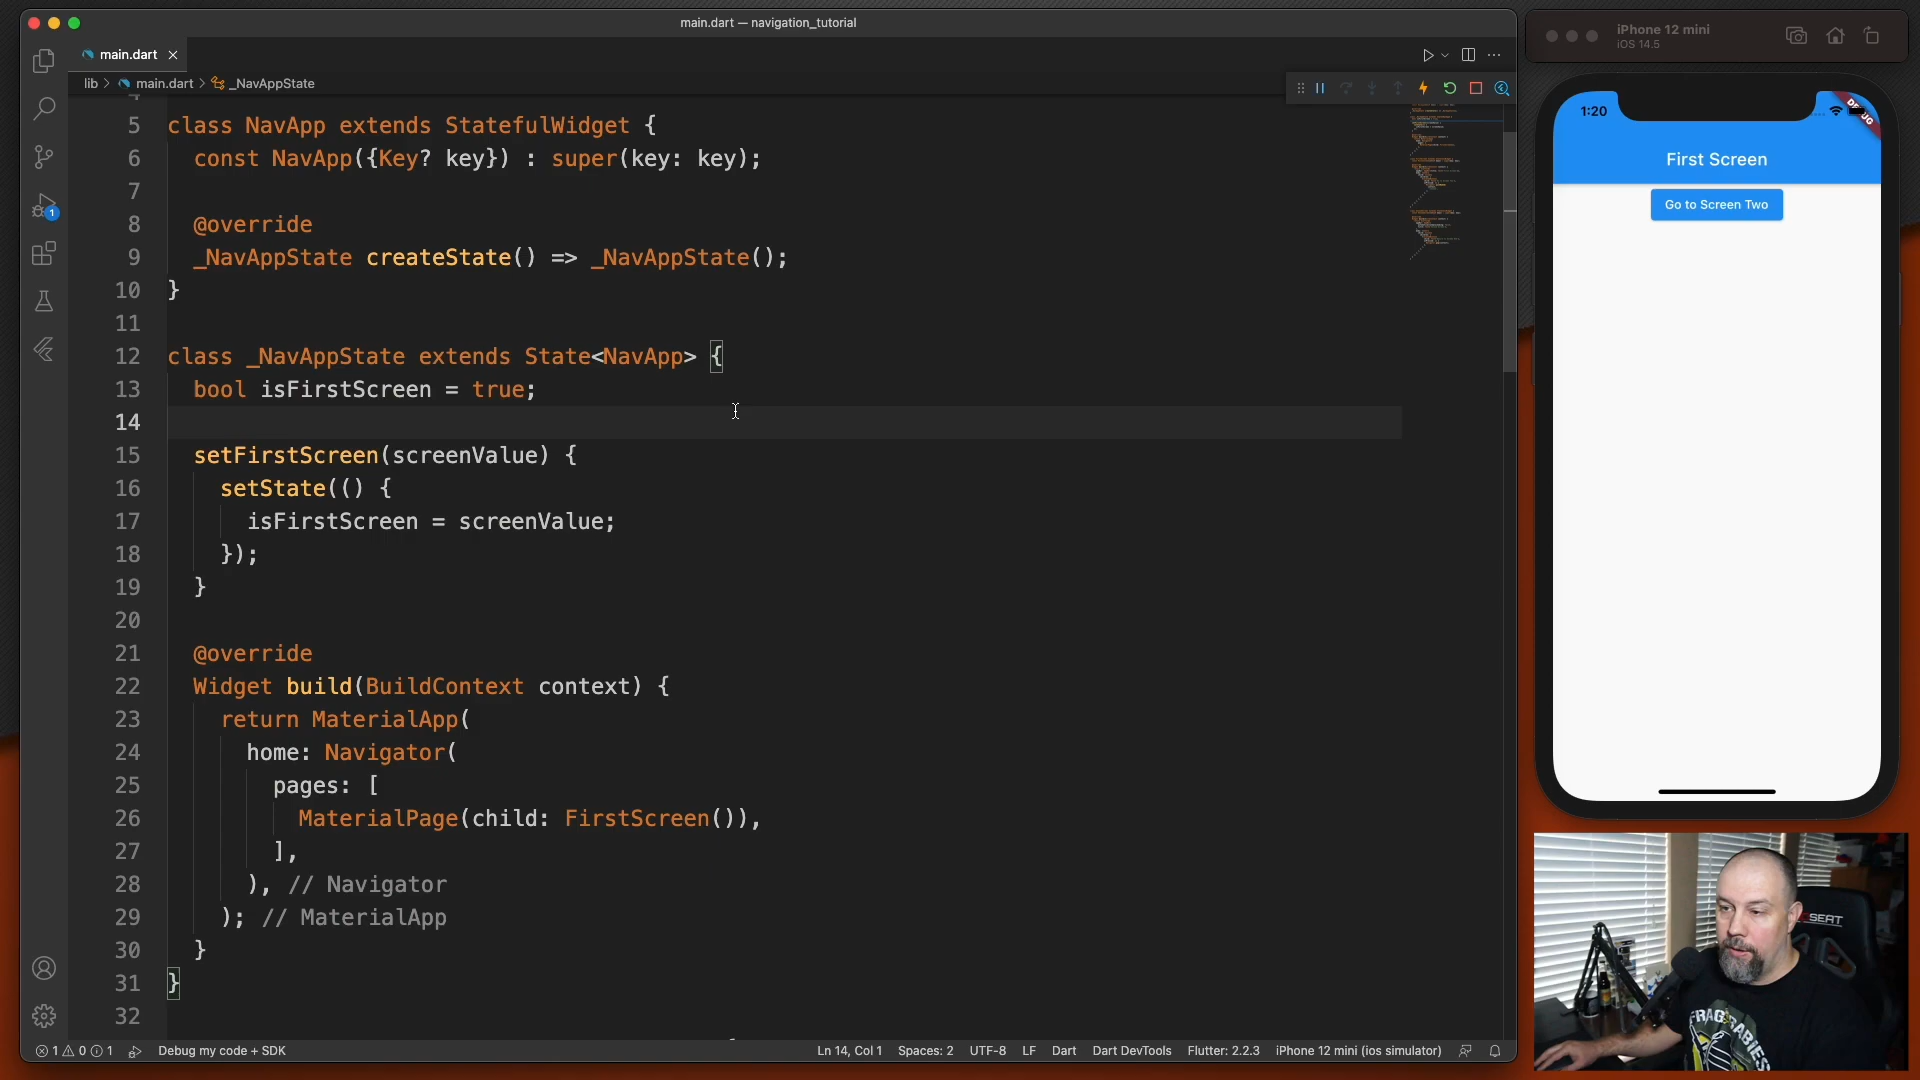 main.dart — navigation_tutorial
iPhone 12 mini
iOS 14.5
main.dart
lib > main.dart > _NavAppState
5 class NavApp extends StatefulWidget {
6 const NavApp({Key? key}) : super(key: key);
7
8 @override
9 _NavAppState createState() => _NavAppState();
10 }
11
12 class _NavAppState extends State<NavApp> {
13 bool isFirstScreen = true;
14
15 setFirstScreen(screenValue) {
16 setState(() {
17 isFirstScreen = screenValue;
18 });
19 }
20
21 @override
22 Widget build(BuildContext context) {
23 return MaterialApp(
24 home: Navigator(
25 pages: [
26 MaterialPage(child: FirstScreen()),
27 ],
28 ), // Navigator
29 ); // MaterialApp
30 }
31 }
32
1
1 0 1 Debug my code + SDK
Ln 14, Col 1 Spaces: 2 UTF-8 LF Dart Dart DevTools Flutter: 2.2.3 iPhone 12 mini (ios simulator)
1:20
First Screen
Go to Screen Two
SEAT